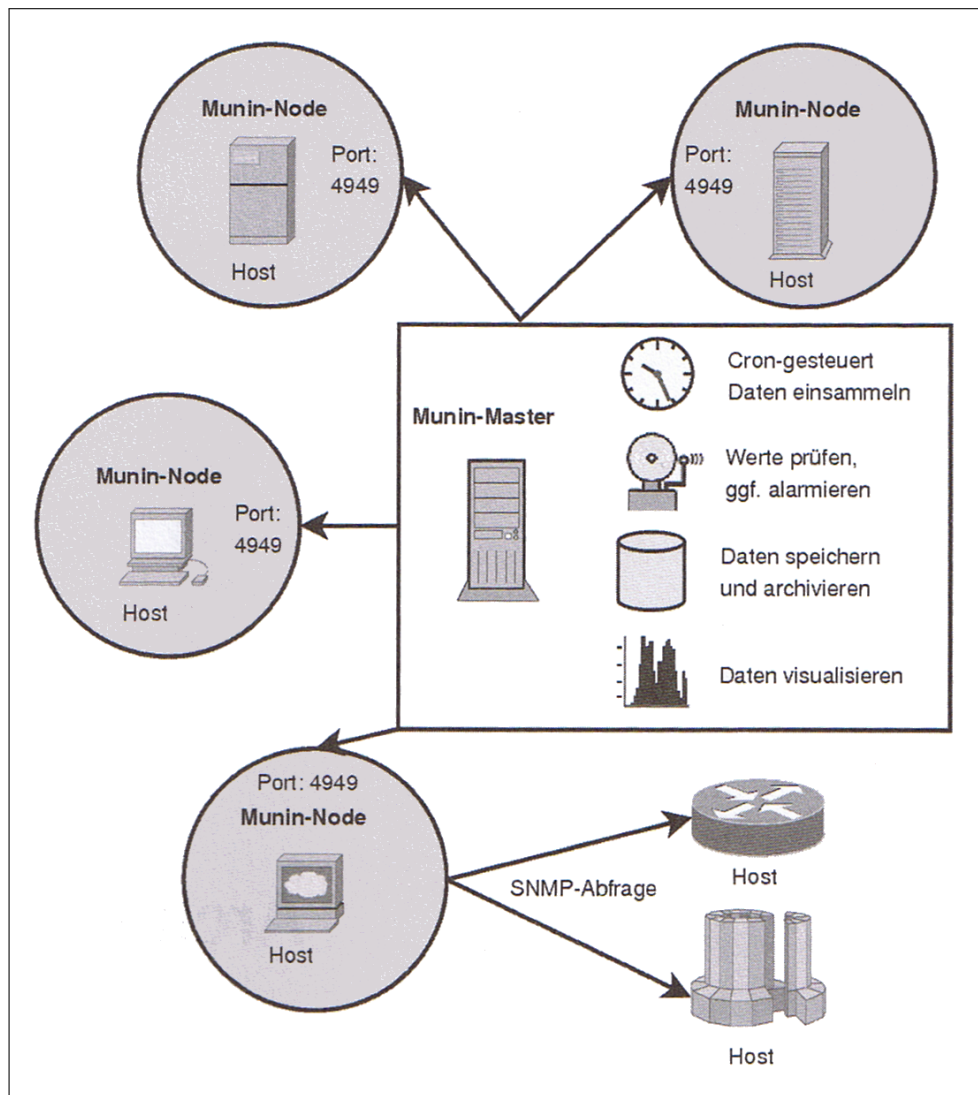 Munin-Node
Port:
4949
Host
Munin-Node
Port:
4949
Host
Munin-Master
Cron-gesteuert
Daten einsammeln
Werte prüfen,
ggf. alarmieren
Daten speichern
und archivieren
Daten visualisieren
Munin-Node
Port:
4949
Host
Port: 4949
Munin-Node
Host
SNMP-Abfrage
Host
Host